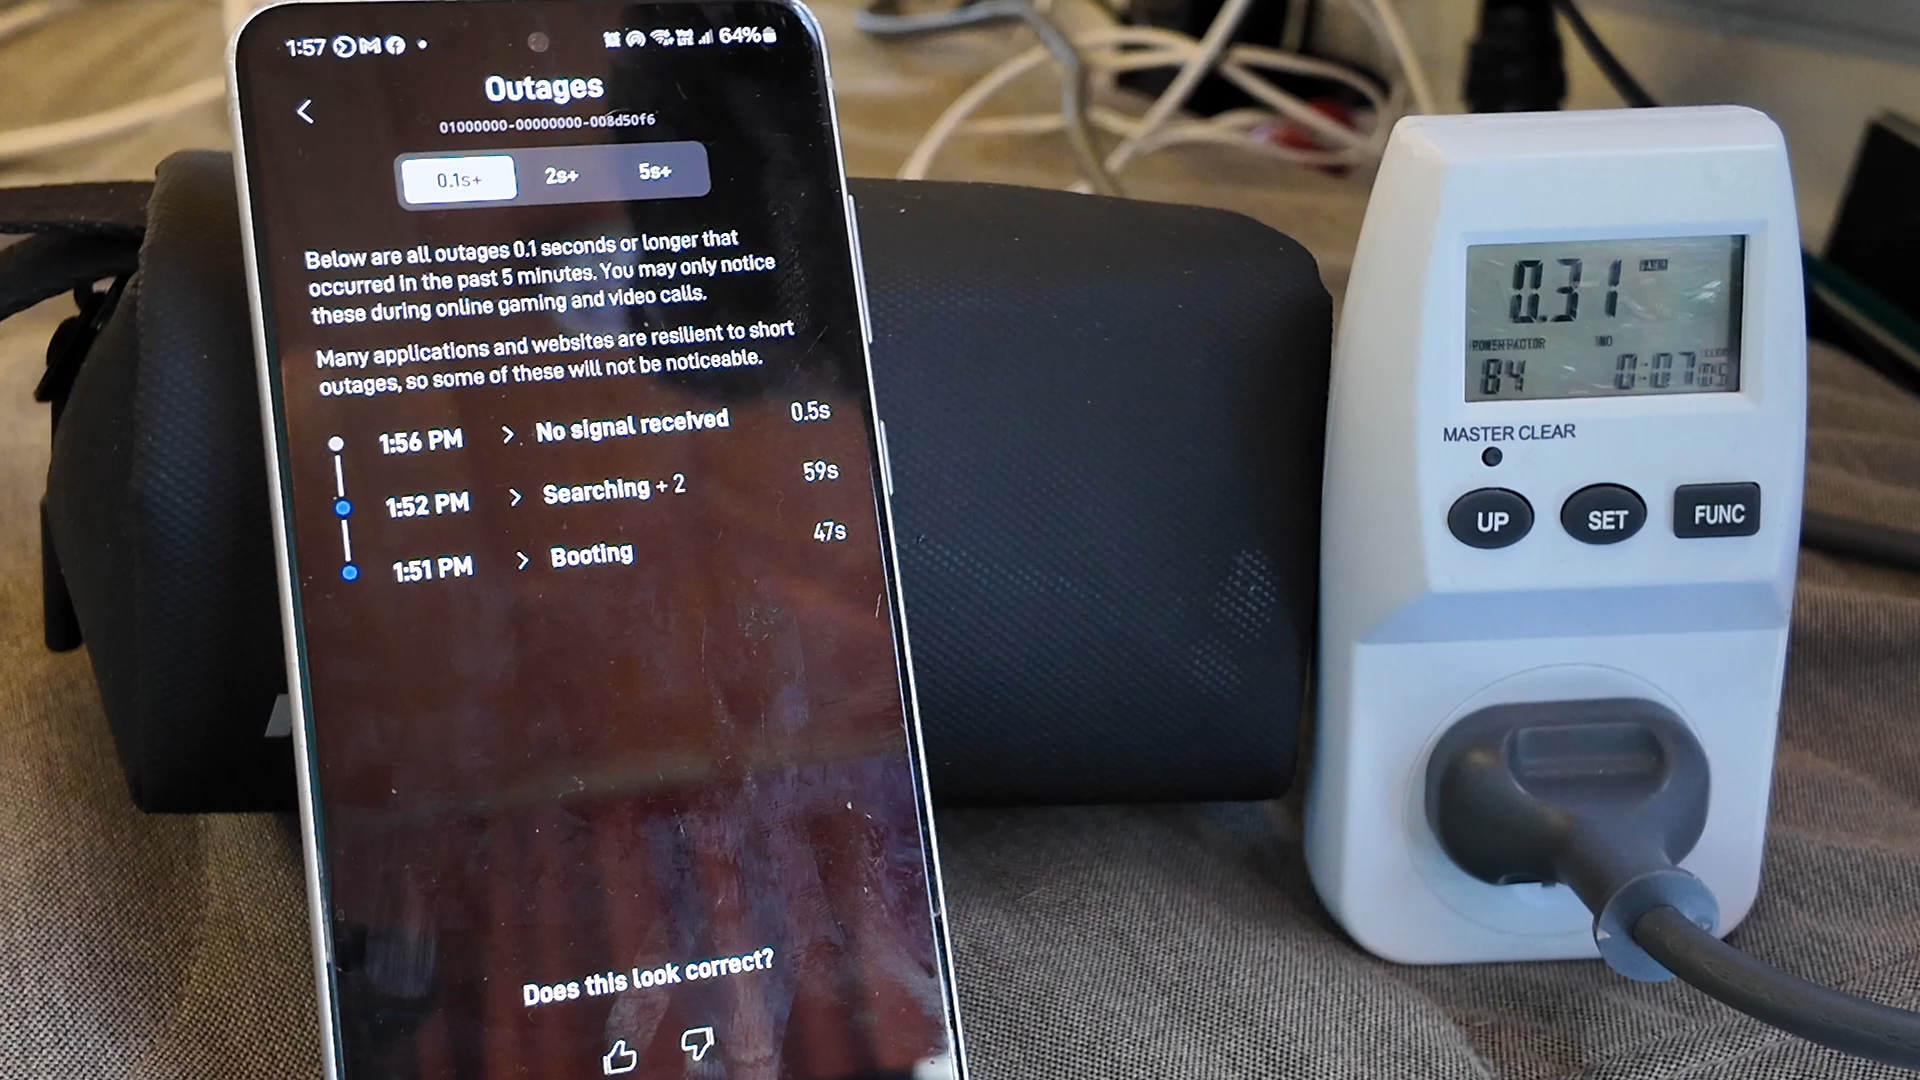 1:57
64%
Outages
01000000-00000000-008d50f6
0.1s+ 2s+ 5s+
Below are all outages 0.1 seconds or longer that
occurred in the past 5 minutes. You may only notice
these during online gaming and video calls.
Many applications and websites are resilient to short
outages, so some of these will not be noticeable.
1:56 PM > No signal received 0.5s
1:52 PM > Searching + 2 59s
1:51 PM > Booting 47s
Does this look correct?
0.31
POWER FACTOR
84 0:07
MASTER CLEAR
UP SET FUNC